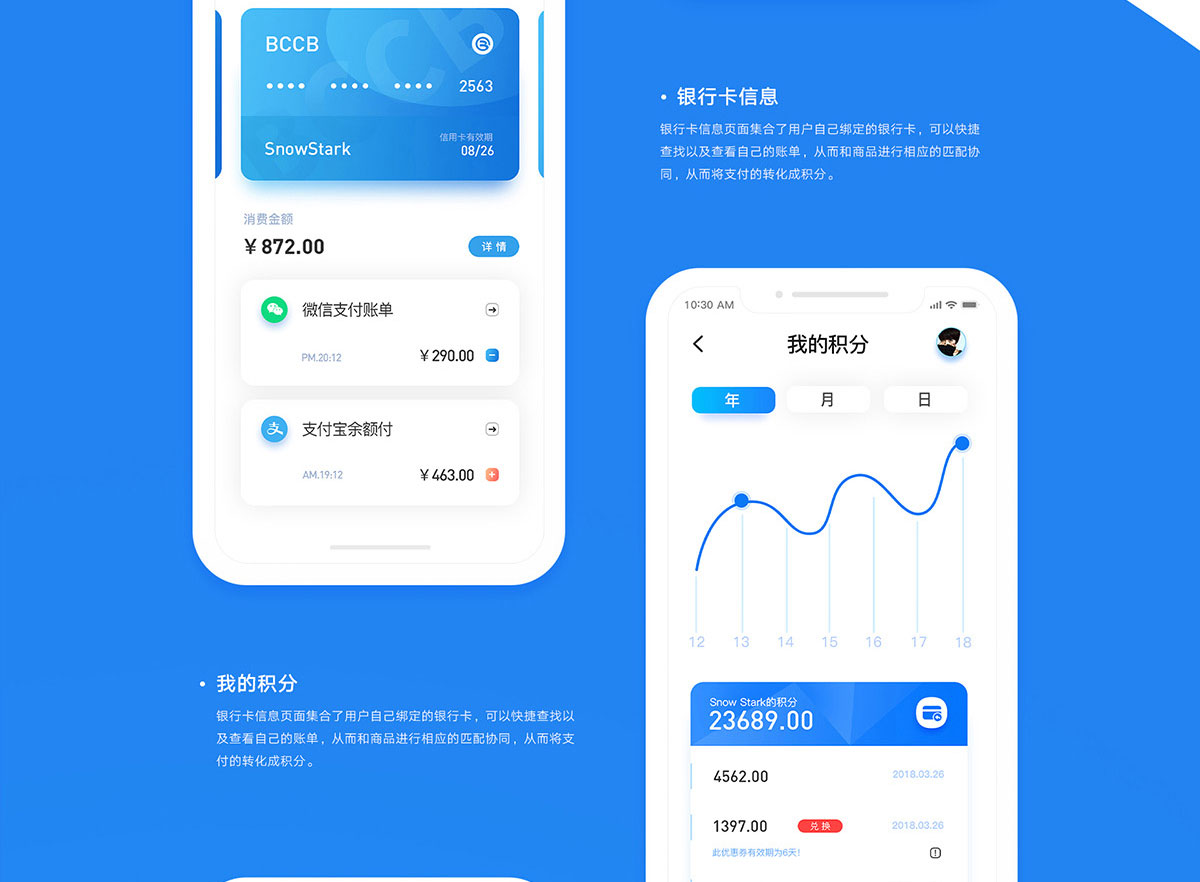 BCCB
•••• •••• •••• 2563
信用卡有效期
SnowStark 08/26
消费金额
¥872.00 详情
微信支付账单
PM.20:12 ¥290.00
支付宝余额付
AM.19:12 ¥463.00
• 银行卡信息
银行卡信息页面集合了用户自己绑定的银行卡，可以快捷
查找以及查看自己的账单，从而和商品进行相应的匹配协
同，从而将支付的转化成积分。
• 我的积分
银行卡信息页面集合了用户自己绑定的银行卡，可以快捷查找以
及查看自己的账单，从而和商品进行相应的匹配协同，从而将支
付的转化成积分。
10:30 AM
我的积分
年 月 日
12 13 14 15 16 17 18
Snow Stark的积分
23689.00
4562.00 2018.03.26
1397.00 兑换 2018.03.26
此优惠券有效期为6天!